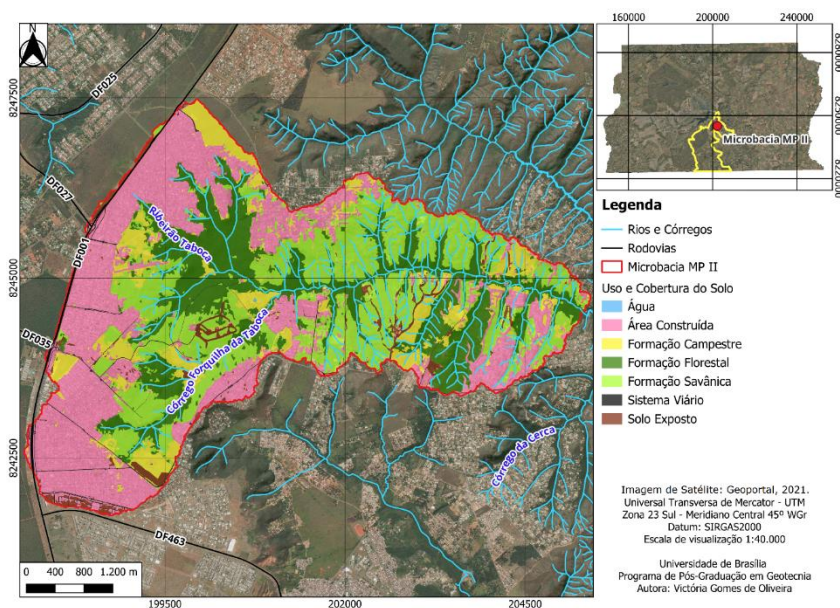 N
DF025
DF027
DF001
DF035
DF463
Ribeirão Taboca
Córrego Forquilha da Taboca
Córrego da Cerca
8247500
8245000
8242500
199500
202000
204500
0 400 800 1.200 m
160000
200000
240000
8280000
8220000
Microbacia MP II
Legenda
Rios e Córregos
Rodovias
Microbacia MP II
Uso e Cobertura do Solo
Água
Área Construída
Formação Campestre
Formação Florestal
Formação Savânica
Sistema Viário
Solo Exposto
Imagem de Satélite: Geoportal, 2021.
Universal Transversa de Mercator - UTM
Zona 23 Sul - Meridiano Central 45º WGr
Datum: SIRGAS2000
Escala de visualização 1:40.000
Universidade de Brasília
Programa de Pós-Graduação em Geotecnia
Autora: Victória Gomes de Oliveira